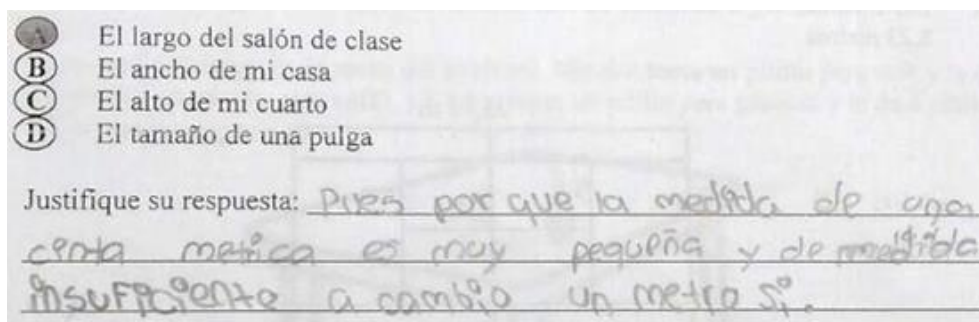 A El largo del salón de clase
B El ancho de mi casa
C El alto de mi cuarto
D El tamaño de una pulga
Justifique su respuesta: Pues por que la medida de una
cinta metrica es muy pequeña y de medida
insuficiente a cambio un metro si.